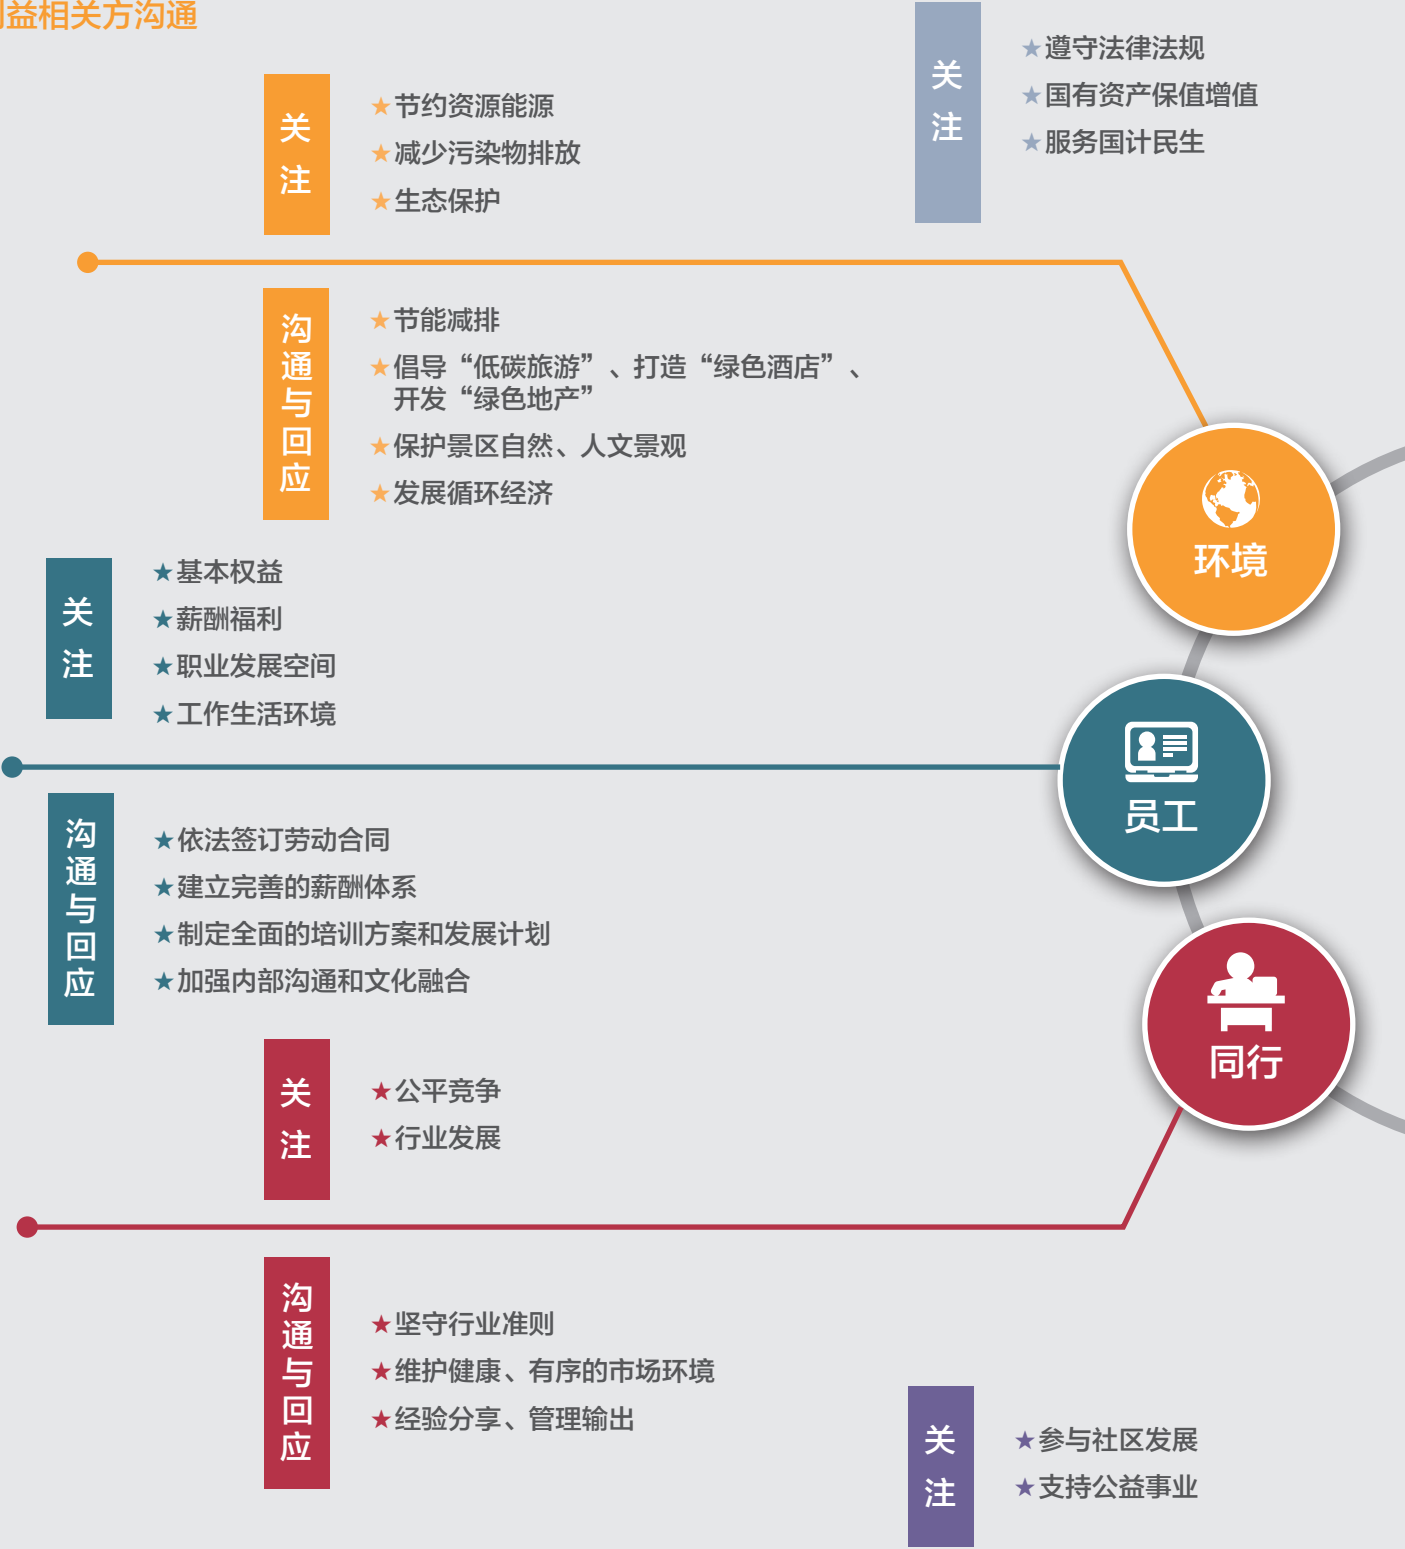 利益相关方沟通
关注
★遵守法律法规
★国有资产保值增值
★服务国计民生
关注
★节约资源能源
★减少污染物排放
★生态保护
沟通与回应
★节能减排
★倡导“低碳旅游”、打造“绿色酒店”、
开发“绿色地产”
★保护景区自然、人文景观
★发展循环经济
环境
关注
★基本权益
★薪酬福利
★职业发展空间
★工作生活环境
员工
沟通与回应
★依法签订劳动合同
★建立完善的薪酬体系
★制定全面的培训方案和发展计划
★加强内部沟通和文化融合
同行
关注
★公平竞争
★行业发展
沟通与回应
★坚守行业准则
★维护健康、有序的市场环境
★经验分享、管理输出
关注
★参与社区发展
★支持公益事业